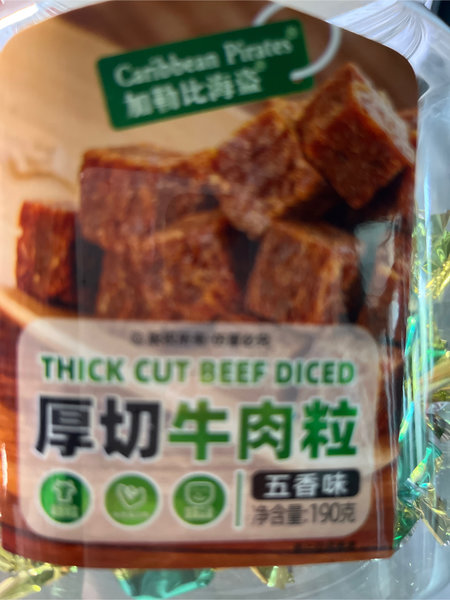 Caribbean Pirates®
加勒比海盗®
THICK CUT BEEF DICED
厚切牛肉粒
五香味
净含量:190克